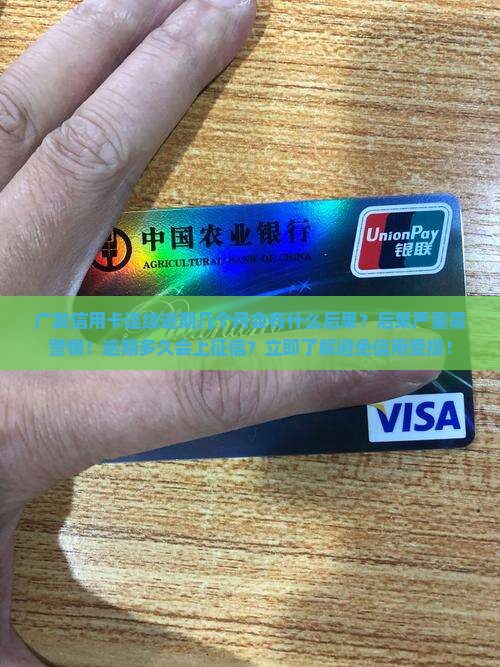 中国农业银行
AGRICULTURAL BANK OF CHINA
UnionPay
银联
广发信用卡连续逾期几个月会有什么后果？后果严重需
警惕！逾期多久会上征信？立即了解避免信用受损！
VISA